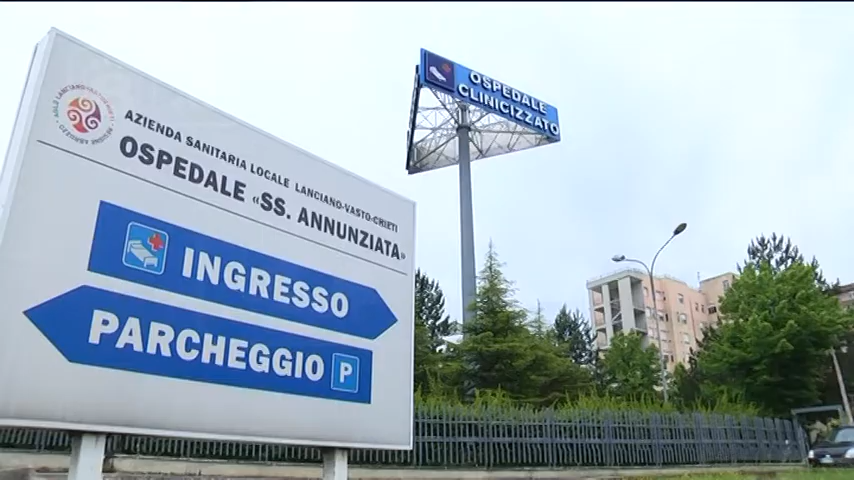 AZIENDA SANITARIA LOCALE LANCIANO-VASTO-CHIETI
OSPEDALE «SS. ANNUNZIATA»
INGRESSO
PARCHEGGIO P
OSPEDALE
CLINICIZZATO